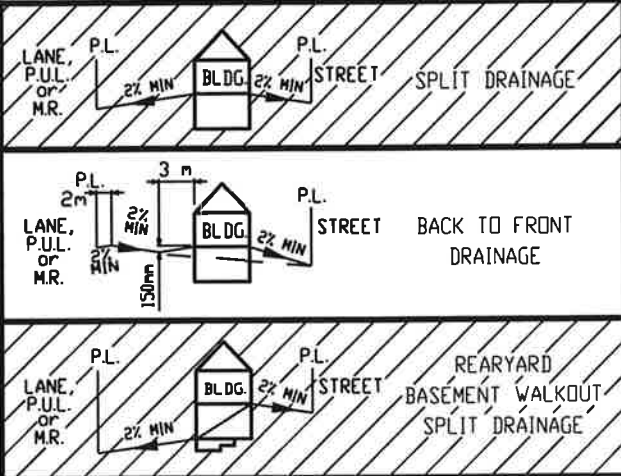 P.L.
P.L.
LANE,
P.U.L.
or
M.R.
2% MIN
BLDG.
2% MIN
STREET
SPLIT DRAINAGE
3 m
P.L.
2m
P.L.
LANE,
P.U.L.
or
M.R.
2% MIN
2% MIN
150mm
BLDG.
2% MIN
STREET
BACK TO FRONT
DRAINAGE
P.L.
P.L.
LANE,
P.U.L.
or
M.R.
2% MIN
BLDG.
2% MIN
STREET
REARYARD
BASEMENT WALKOUT
SPLIT DRAINAGE